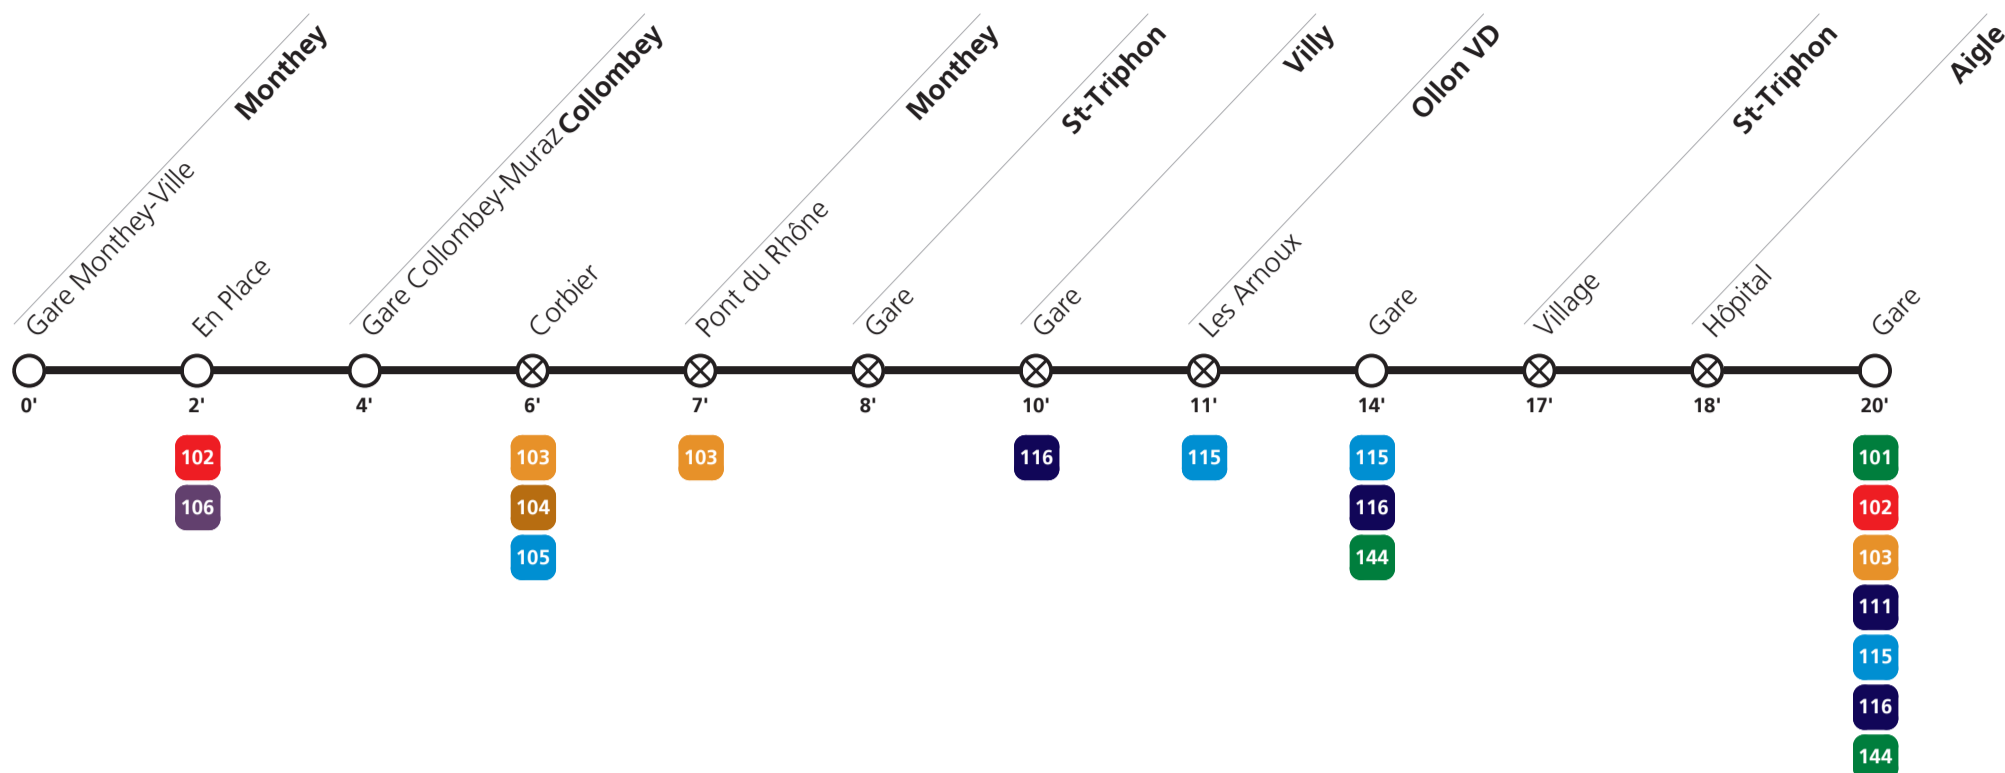 Monthey
Collombey
Monthey
St-Triphon
Villy
Ollon VD
St-Triphon
Aigle
Gare Monthey-Ville
En Place
Gare Collombey-Muraz
Corbier
Pont du Rhône
Gare
Gare
Les Arnoux
Gare
Village
Hôpital
Gare
0' 2' 4' 6' 7' 8' 10' 11' 14' 17' 18' 20'
102 103 103 116 115 115 101
106 104 116 102
105 144 103
111
115
116
144